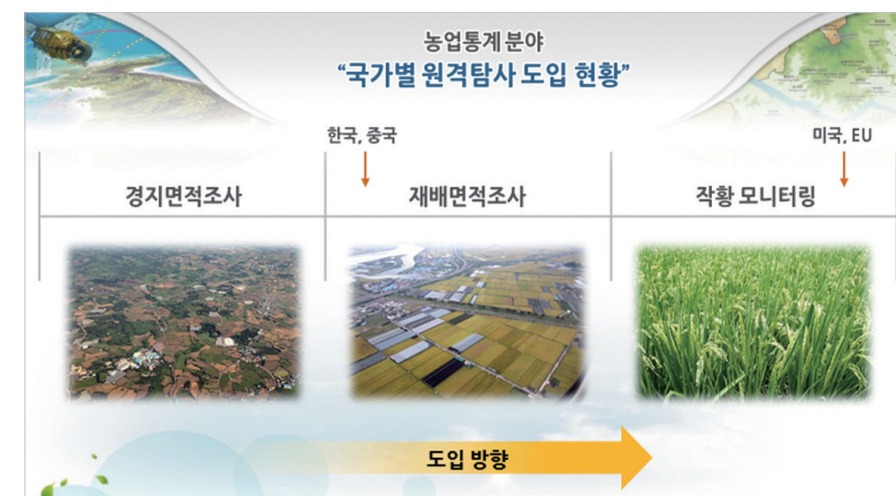 농업통계 분야
“국가별 원격탐사 도입 현황”
한국, 중국
미국, EU
경지면적조사
재배면적조사
작황 모니터링
도입 방향